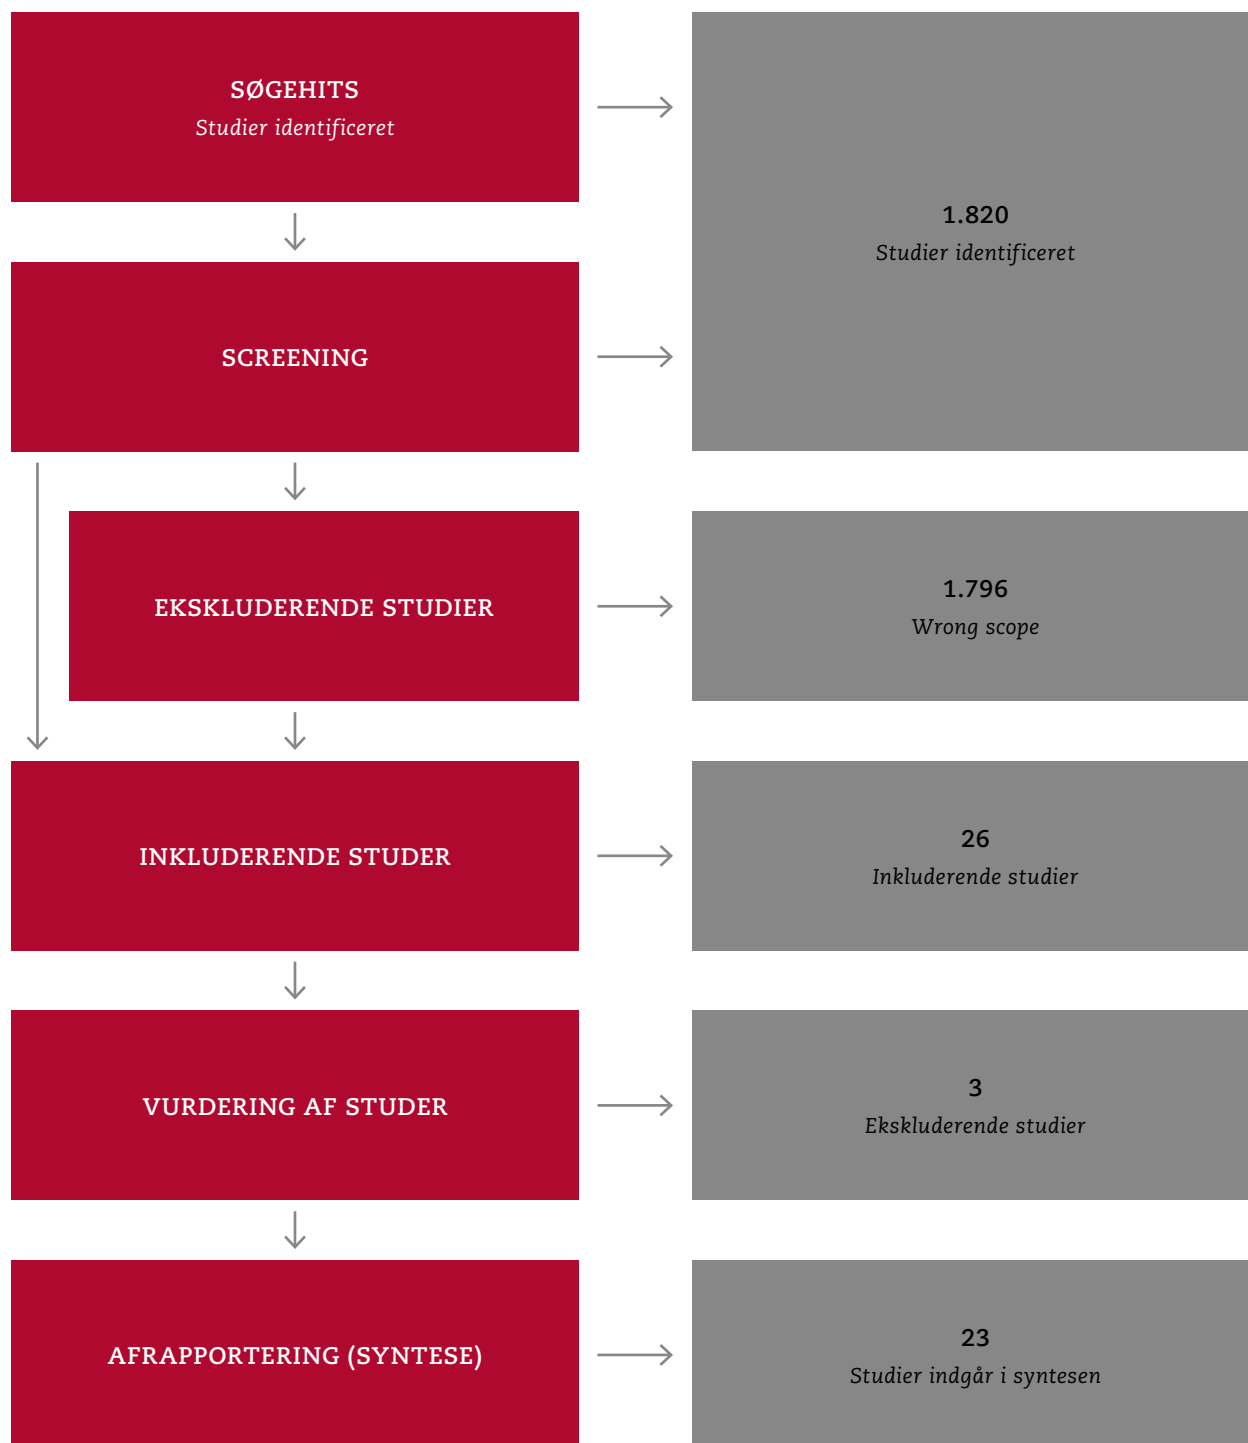 SØGEHITS
Studier identificeret
1.820
Studier identificeret
SCREENING
EKSKLUDERENDE STUDIER
1.796
Wrong scope
INKLUDERENDE STUDER
26
Inkluderende studier
VURDERING AF STUDER
3
Ekskluderende studier
AFRAPPORTERING (SYNTESE)
23
Studier indgår i syntesen